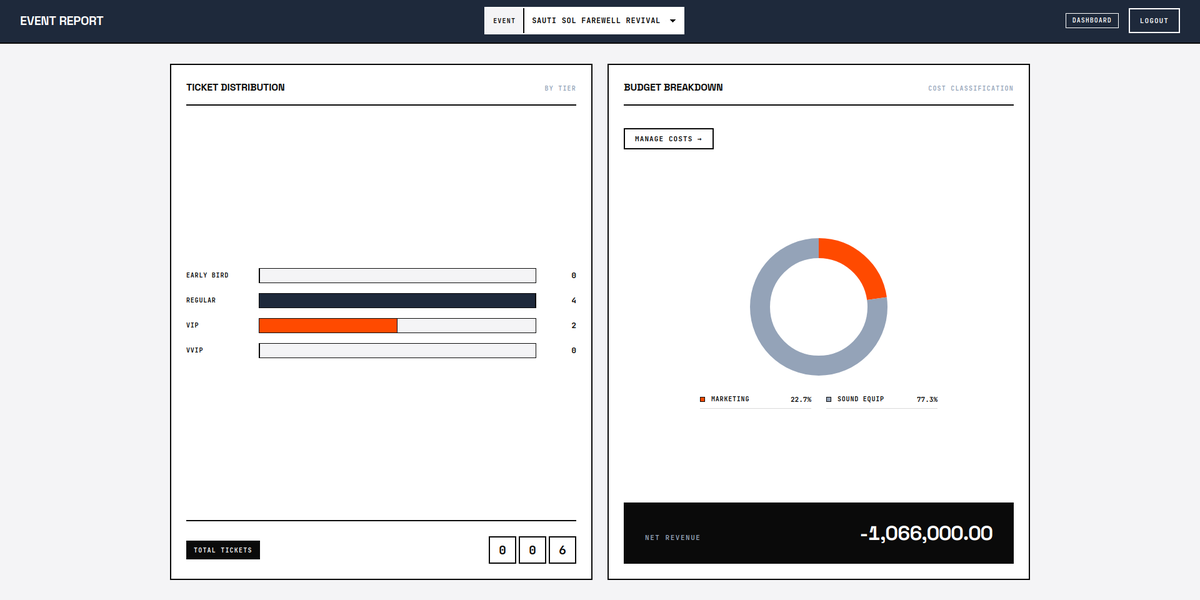 EVENT REPORT
EVENT SAUTI SOL FAREWELL REVIVAL
DASHBOARD
LOGOUT
TICKET DISTRIBUTION
BY TIER
EARLY BIRD 0
REGULAR 4
VIP 2
VVIP 0
TOTAL TICKETS
0 0 6
BUDGET BREAKDOWN
COST CLASSIFICATION
MANAGE COSTS →
MARKETING 22.7%
SOUND EQUIP 77.3%
NET REVENUE
-1,066,000.00